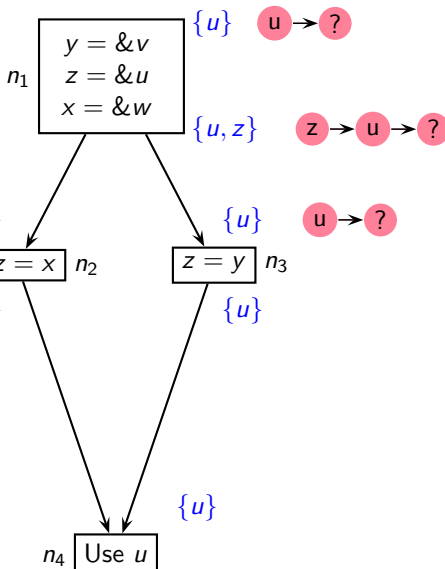 y = &v
{u} u → ?
n1
z = &u
x = &w
{u, z} z → u → ?
{u} u → ?
z = x n2
z = y n3
{u}
{u}
n4 Use u